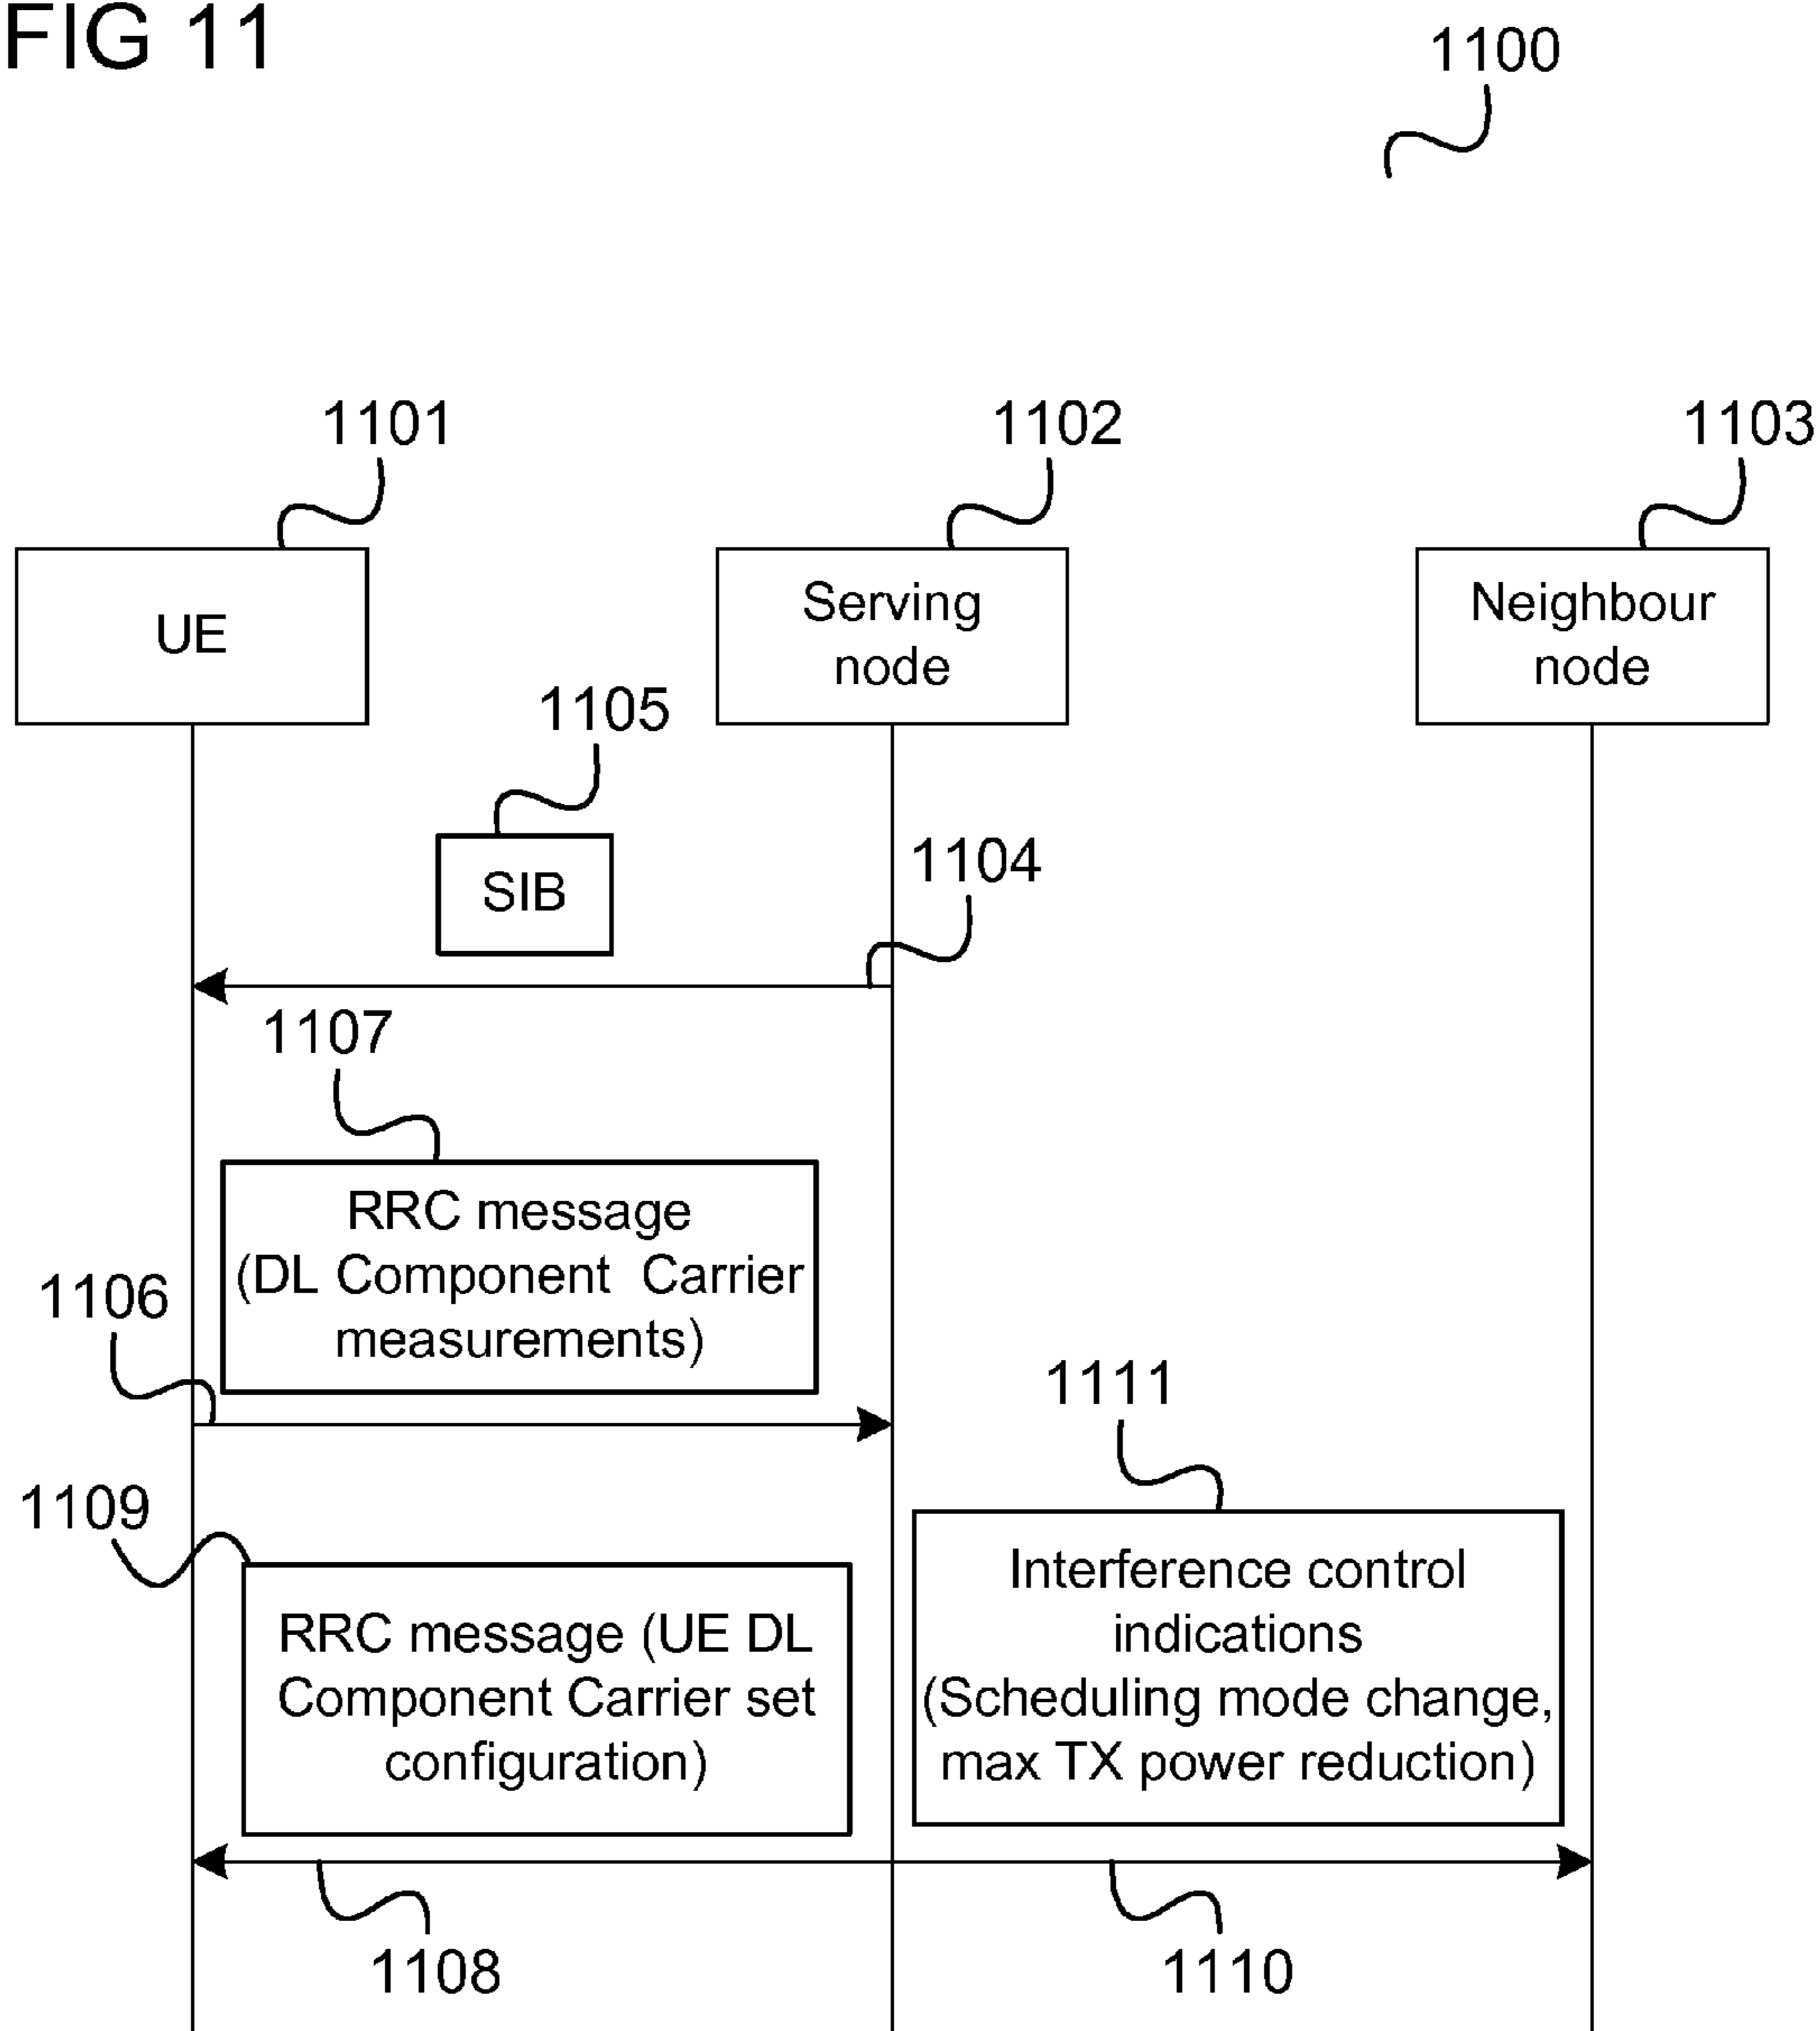 FIG 11
1100
1101
1102
1103
UE
Serving
node
Neighbour
node
1105
SIB
1104
1107
RRC message
(DL Component Carrier
measurements)
1106
1111
1109
Interference control
indications
(Scheduling mode change,
max TX power reduction)
RRC message (UE DL
Component Carrier set
configuration)
1108
1110